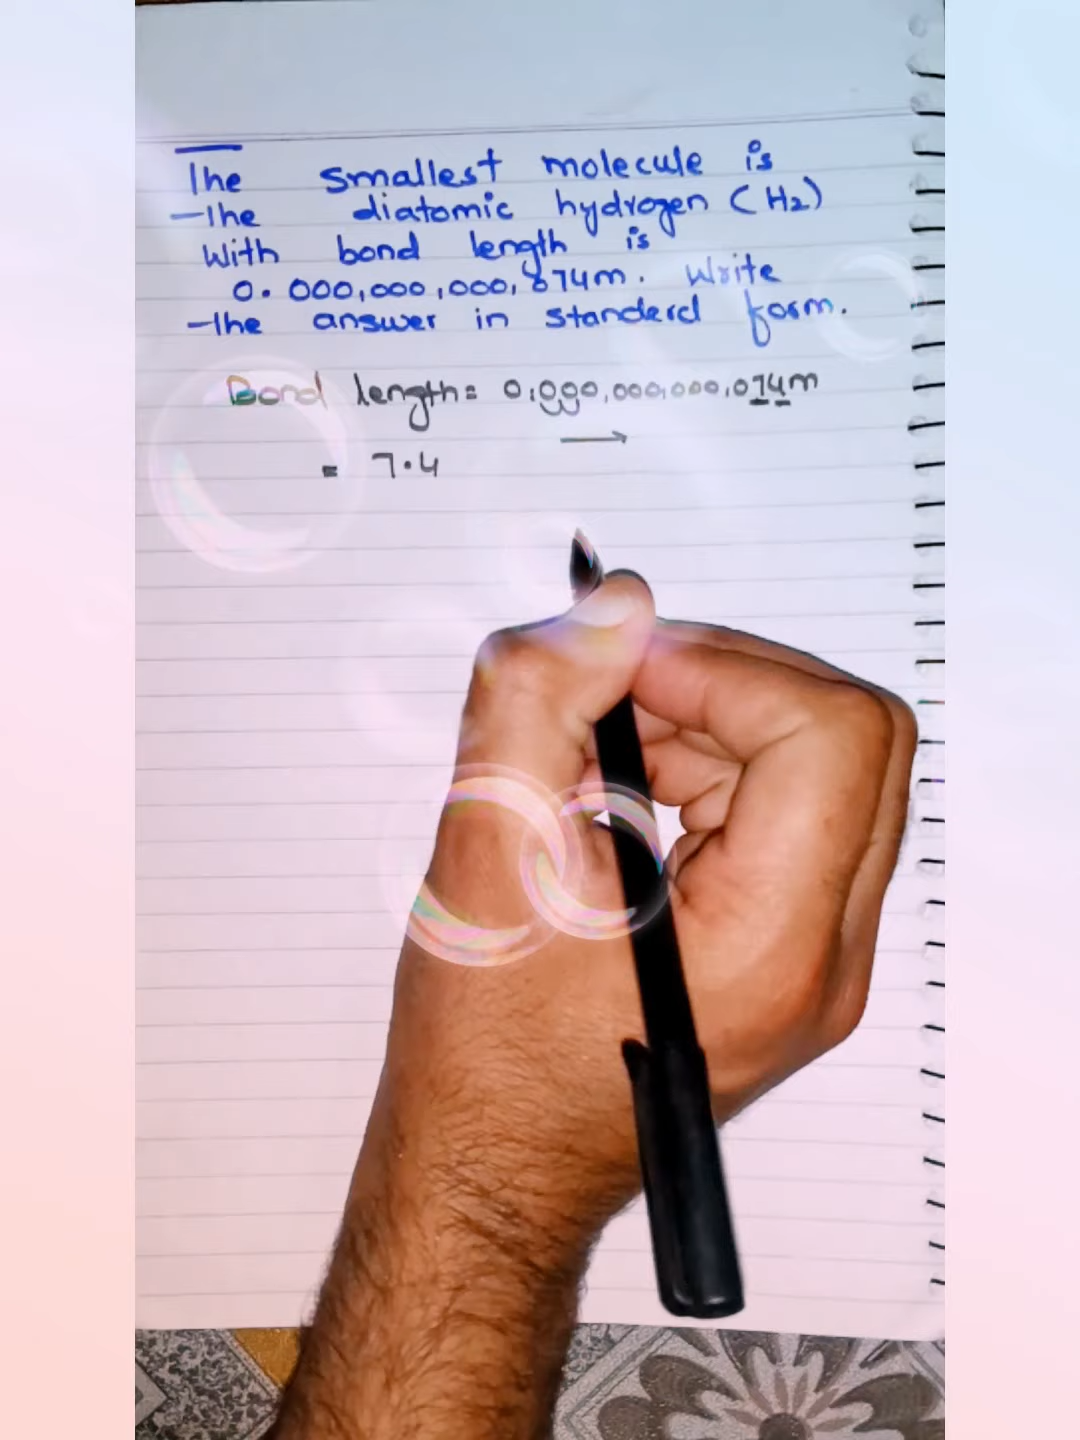 The smallest molecule is
the diatomic hydrogen (H2)
With bond length is
0.000,000,000,074m. Write
the answer in standerd form.
Bond length = 0.000,000,000,074m
= 7.4